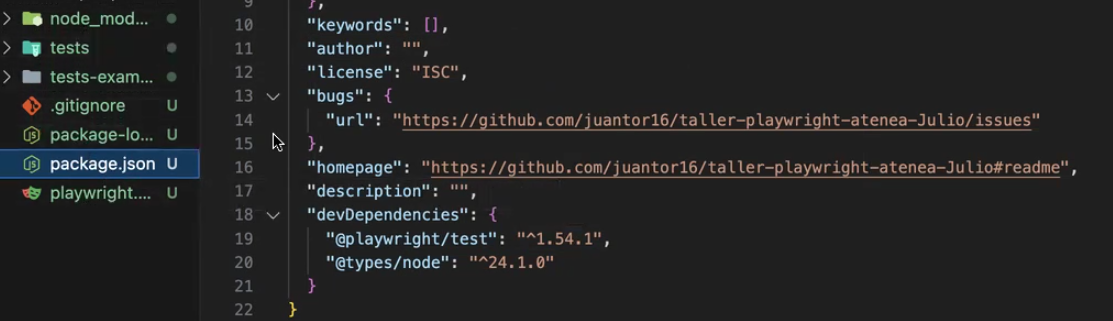 node_mod...
tests
tests-exam...
.gitignore U
package-lo... U
package.json U
playwright.... U
9 },
10 "keywords": [],
11 "author": "",
12 "license": "ISC",
13 "bugs": {
14 "url": "https://github.com/juantor16/taller-playwright-atenea-Julio/issues"
15 },
16 "homepage": "https://github.com/juantor16/taller-playwright-atenea-Julio#readme",
17 "description": "",
18 "devDependencies": {
19 "@playwright/test": "^1.54.1",
20 "@types/node": "^24.1.0"
21 }
22 }